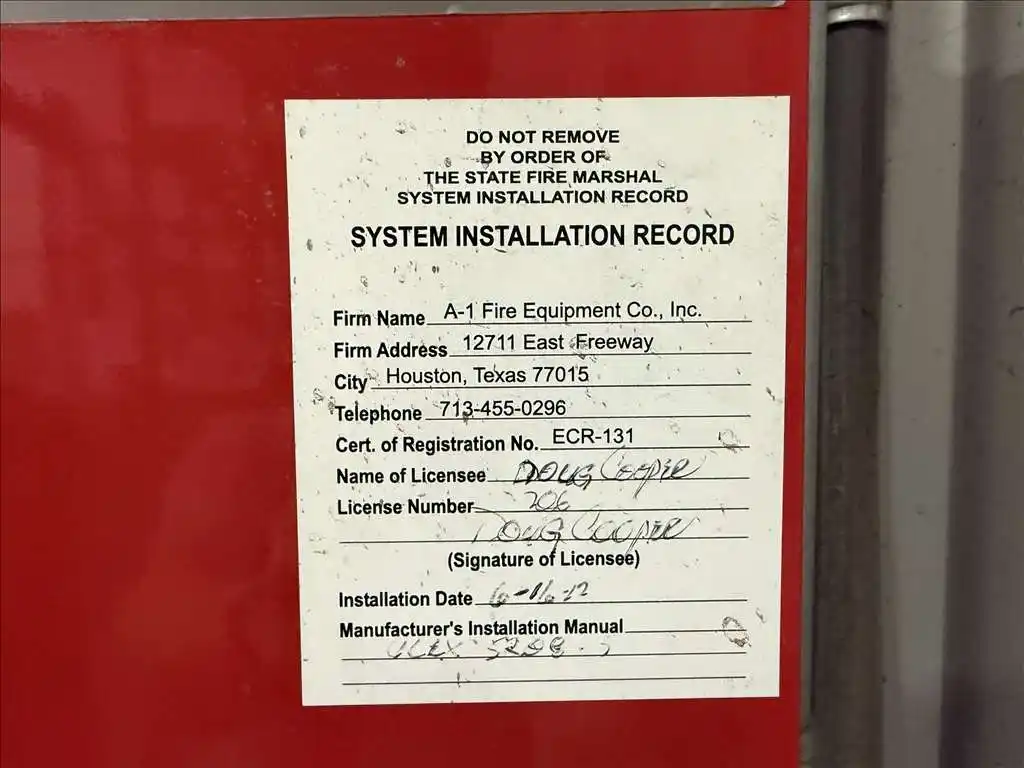 DO NOT REMOVE
BY ORDER OF
THE STATE FIRE MARSHAL
SYSTEM INSTALLATION RECORD
SYSTEM INSTALLATION RECORD
Firm Name A-1 Fire Equipment Co., Inc.
Firm Address 12711 East Freeway
City Houston, Texas 77015
Telephone 713-455-0296
Cert. of Registration No. ECR-131
Name of Licensee Doug Cooper
License Number 206
Doug Cooper
(Signature of Licensee)
Installation Date 6-16-12
Manufacturer's Installation Manual